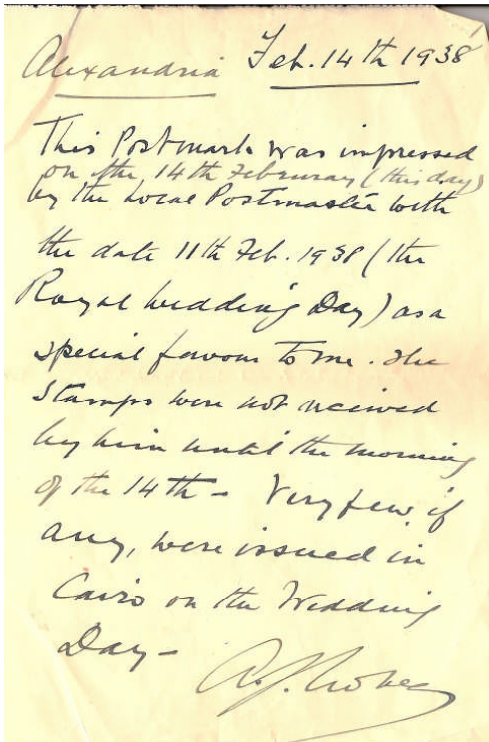 Alexandria Feb. 14th 1938
This Postmark was impressed
on the 14th Februray (this day)
by the Local Postmaster with
the date 11th Feb. 1938 (the
Royal Wedding Day) as a
special favour to me. The
Stamps were not received
by him until the morning
of the 14th - Very few, if
any, were issued in
Cairo on the Wedding
Day -